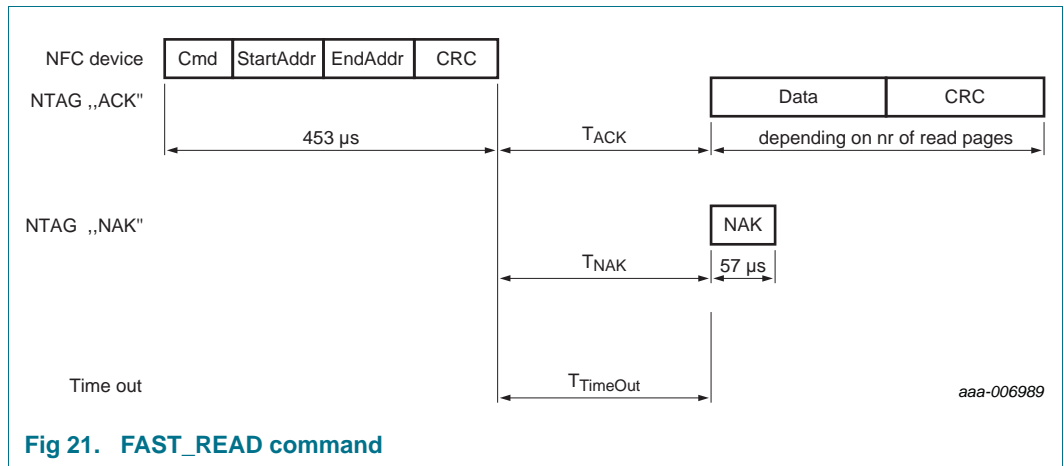 NFC device Cmd StartAddr EndAddr CRC
NTAG ,,ACK" Data CRC
453 µs TACK depending on nr of read pages
NTAG ,,NAK" NAK
TNAK 57 µs
Time out TTimeOut aaa-006989
Fig 21. FAST_READ command